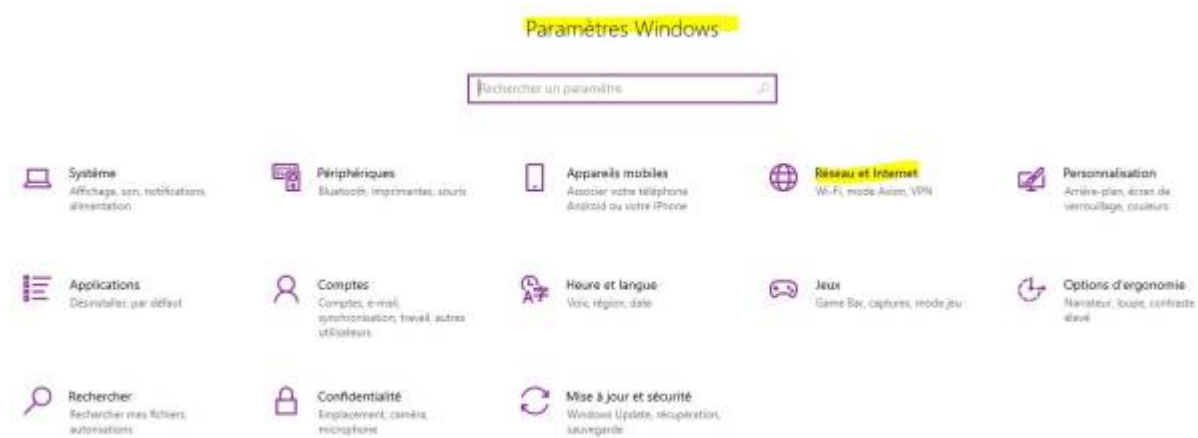 Paramètres Windows
Rechercher un paramètre
Système
Affichage, son, notifications,
alimentation
Périphériques
Bluetooth, imprimantes, souris
Appareils mobiles
Associer votre téléphone
Android ou votre iPhone
Réseau et Internet
Wi-Fi, mode Avion, VPN
Personnalisation
Arrière-plan, écran de
verrouillage, couleurs
Applications
Désinstaller, par défaut
Comptes
Comptes, e-mail,
synchronisation, travail, autres
utilisateurs
Heure et langue
Voix, région, date
Jeux
Game Bar, captures, mode jeu
Options d'ergonomie
Narrateur, loupe, contraste
élevé
Rechercher
Rechercher mes fichiers,
autorisations
Confidentialité
Emplacement, caméra,
microphone
Mise à jour et sécurité
Windows Update, récupération,
sauvegarde